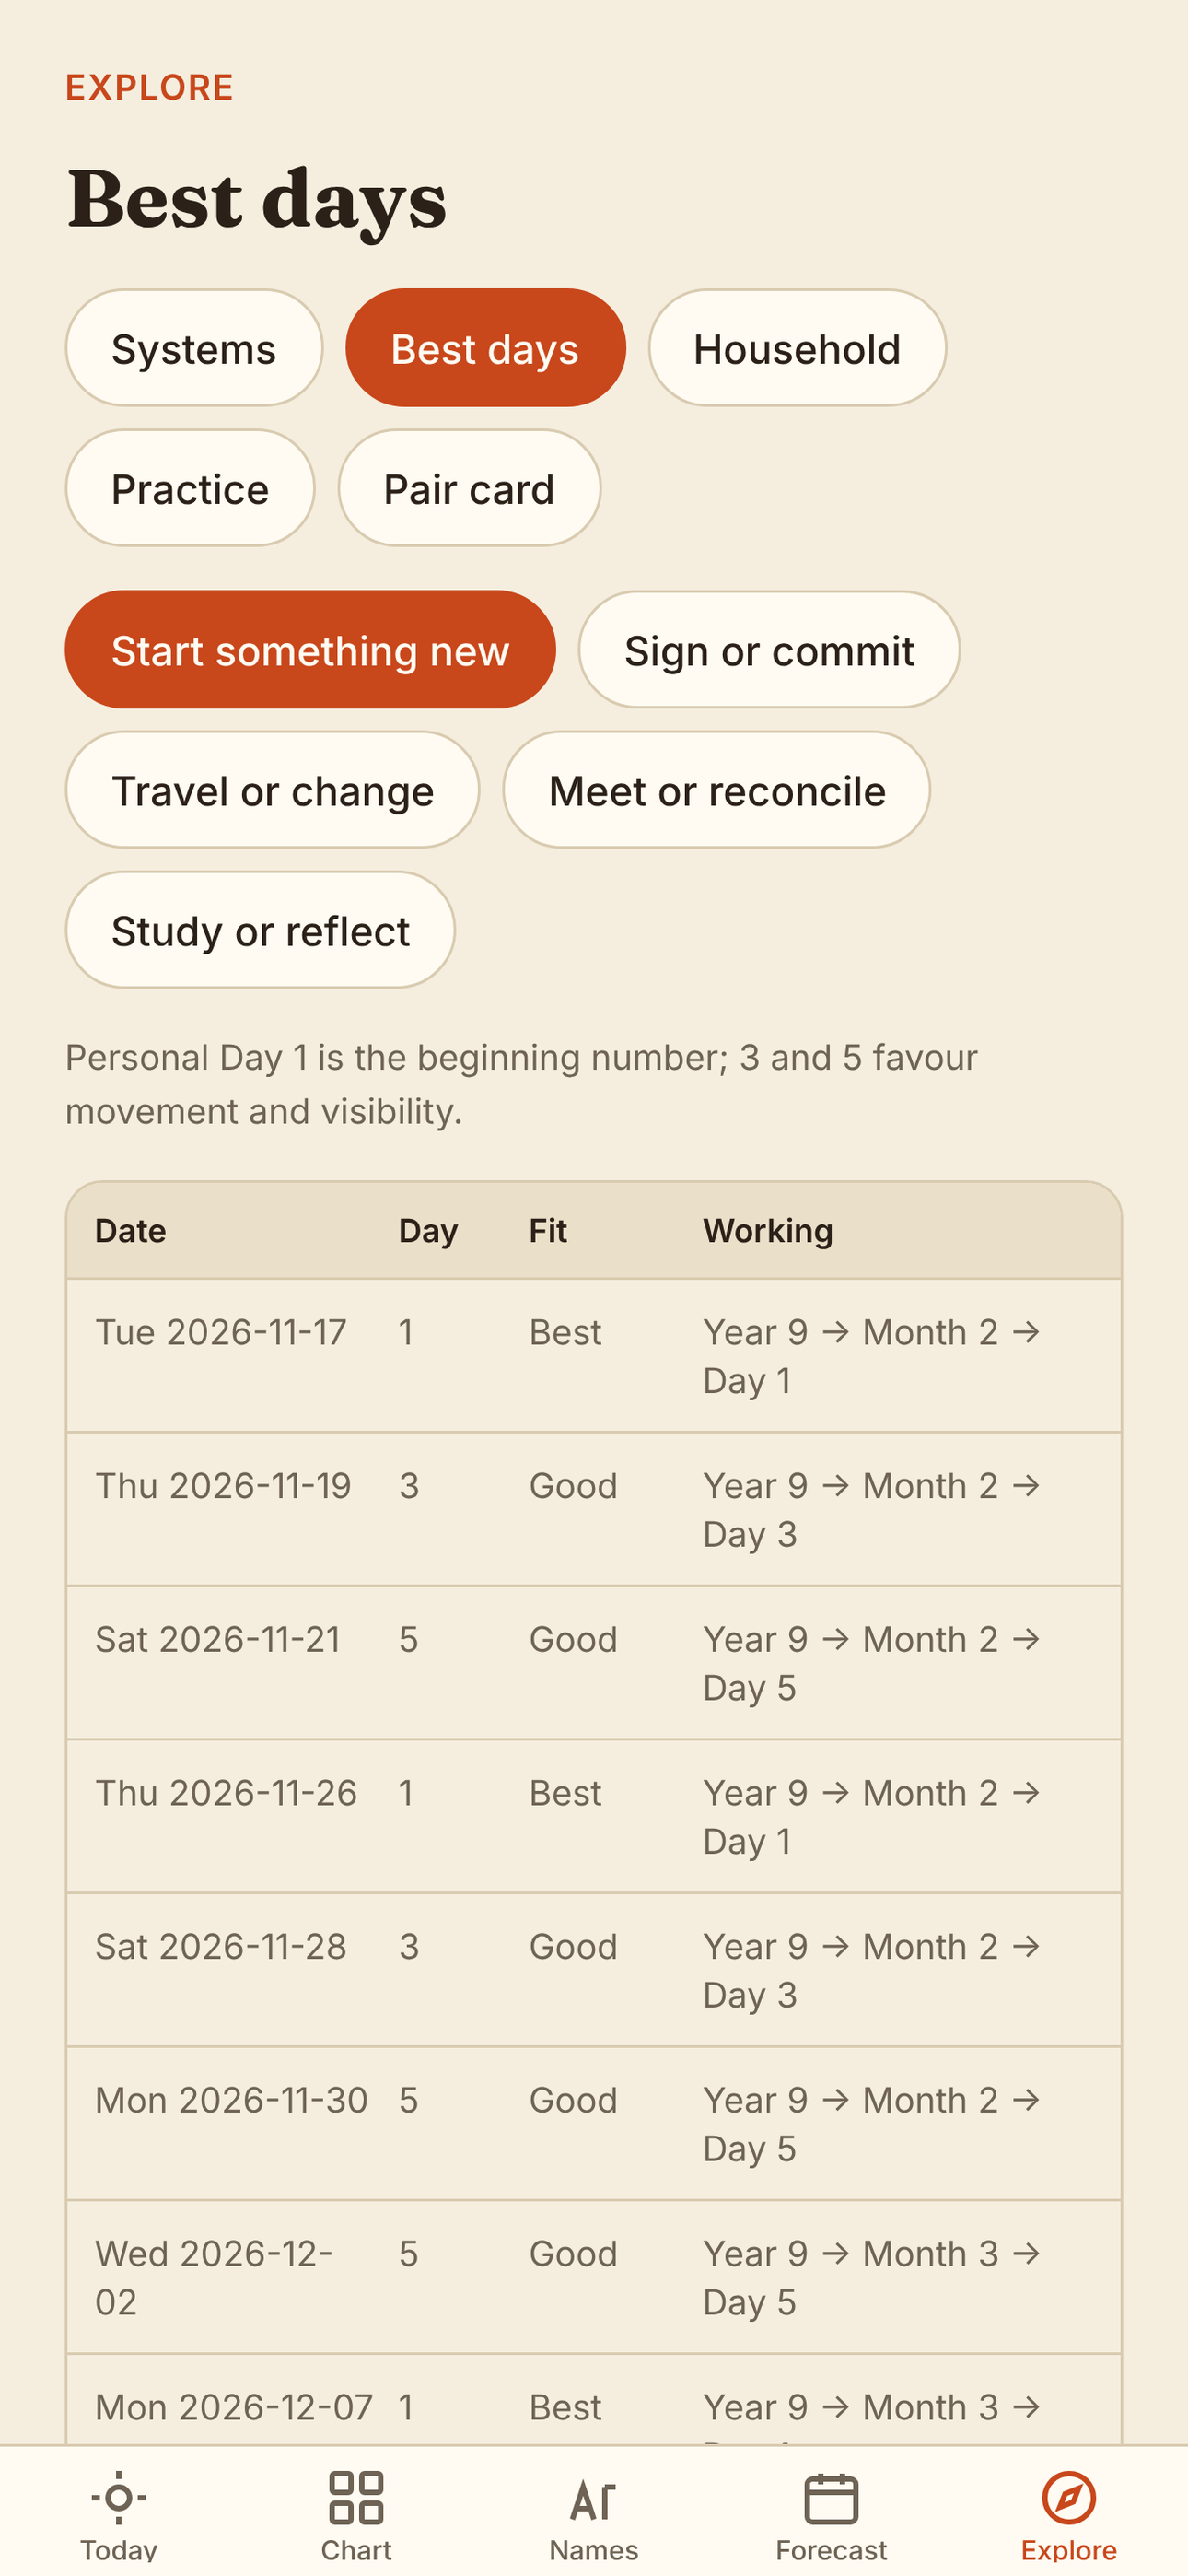 EXPLORE
Best days
Systems
Best days
Household
Practice
Pair card
Start something new
Sign or commit
Travel or change
Meet or reconcile
Study or reflect
Personal Day 1 is the beginning number; 3 and 5 favour
movement and visibility.
Date Day Fit Working
Tue 2026-11-17 1 Best Year 9 → Month 2 →
Day 1
Thu 2026-11-19 3 Good Year 9 → Month 2 →
Day 3
Sat 2026-11-21 5 Good Year 9 → Month 2 →
Day 5
Thu 2026-11-26 1 Best Year 9 → Month 2 →
Day 1
Sat 2026-11-28 3 Good Year 9 → Month 2 →
Day 3
Mon 2026-11-30 5 Good Year 9 → Month 2 →
Day 5
Wed 2026-12- 5 Good Year 9 → Month 3 →
02 Day 5
Mon 2026-12-07 1 Best Year 9 → Month 3 →
Today Chart Names Forecast Explore